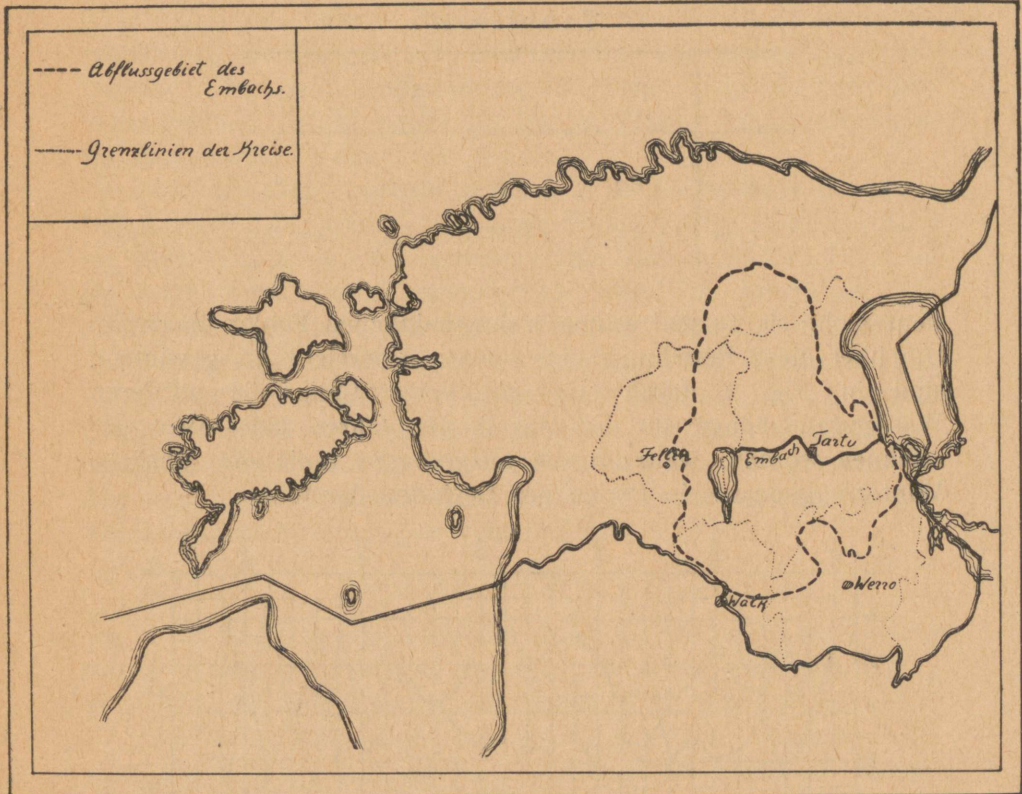 Abflussgebiet des
Embachs.
Grenzlinien der Kreise.
Tartu
Embach
Fellin
Werro
Walk